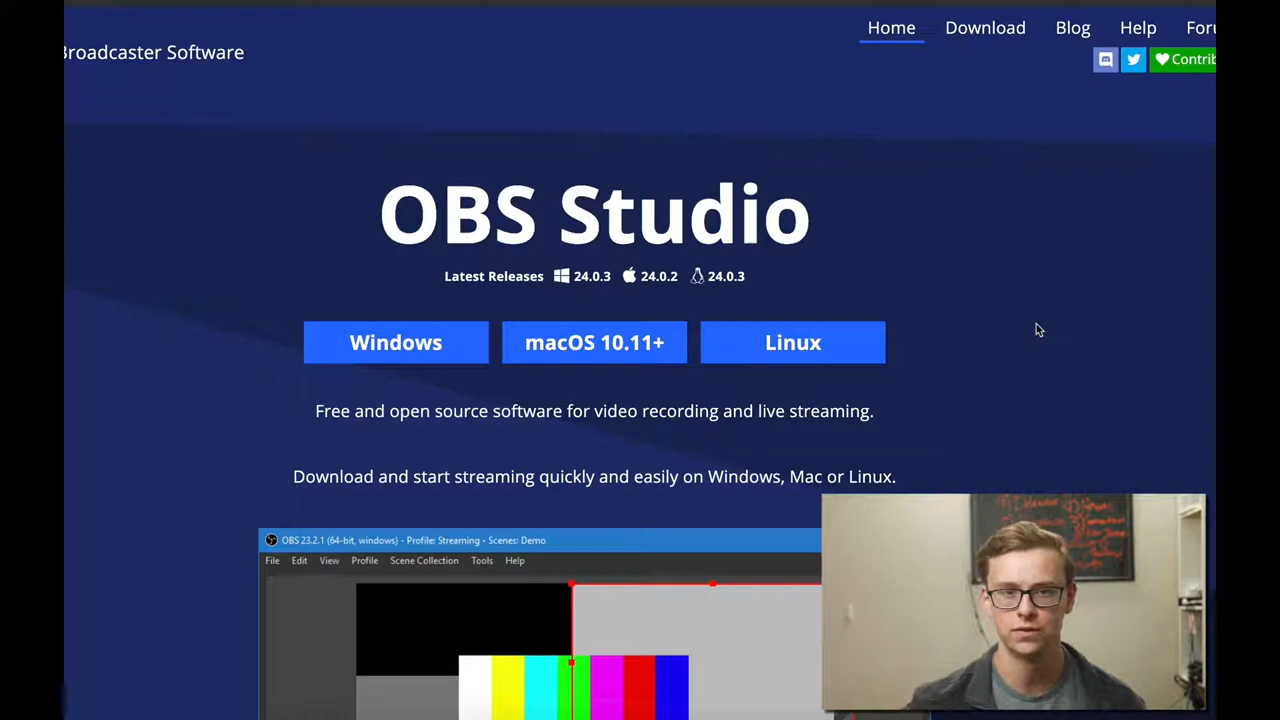 Home Download Blog Help Foru
Broadcaster Software
Contrib
OBS Studio
Latest Releases 24.0.3 24.0.2 24.0.3
Windows macOS 10.11+ Linux
Free and open source software for video recording and live streaming.
Download and start streaming quickly and easily on Windows, Mac or Linux.
OBS 23.2.1 (64-bit, windows) - Profile: Streaming - Scenes: Demo
File Edit View Profile Scene Collection Tools Help